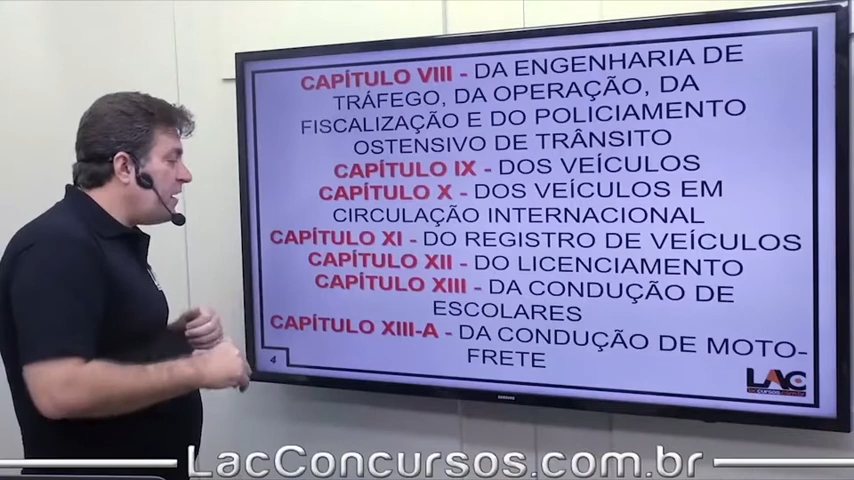 CAPÍTULO VIII - DA ENGENHARIA DE
TRÁFEGO, DA OPERAÇÃO, DA
FISCALIZAÇÃO E DO POLICIAMENTO
OSTENSIVO DE TRÂNSITO
CAPÍTULO IX - DOS VEÍCULOS
CAPÍTULO X - DOS VEÍCULOS EM
CIRCULAÇÃO INTERNACIONAL
CAPÍTULO XI - DO REGISTRO DE VEÍCULOS
CAPÍTULO XII - DO LICENCIAMENTO
CAPÍTULO XIII - DA CONDUÇÃO DE
ESCOLARES
CAPÍTULO XIII-A - DA CONDUÇÃO DE MOTO-
FRETE
4
LAC
SAMSUNG
LacConcursos.com.br